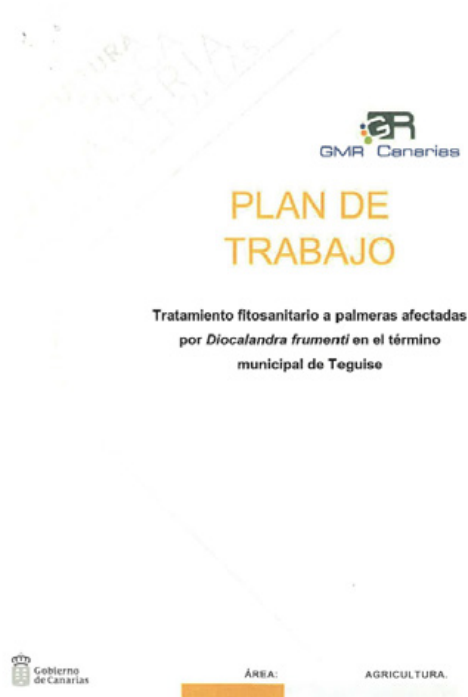 GR
GMR Canarias
PLAN DE
TRABAJO
Tratamiento fitosanitario a palmeras afectadas
por Diocalandra frumenti en el término
municipal de Teguise
Gobierno
de Canarias
ÁREA:
AGRICULTURA.